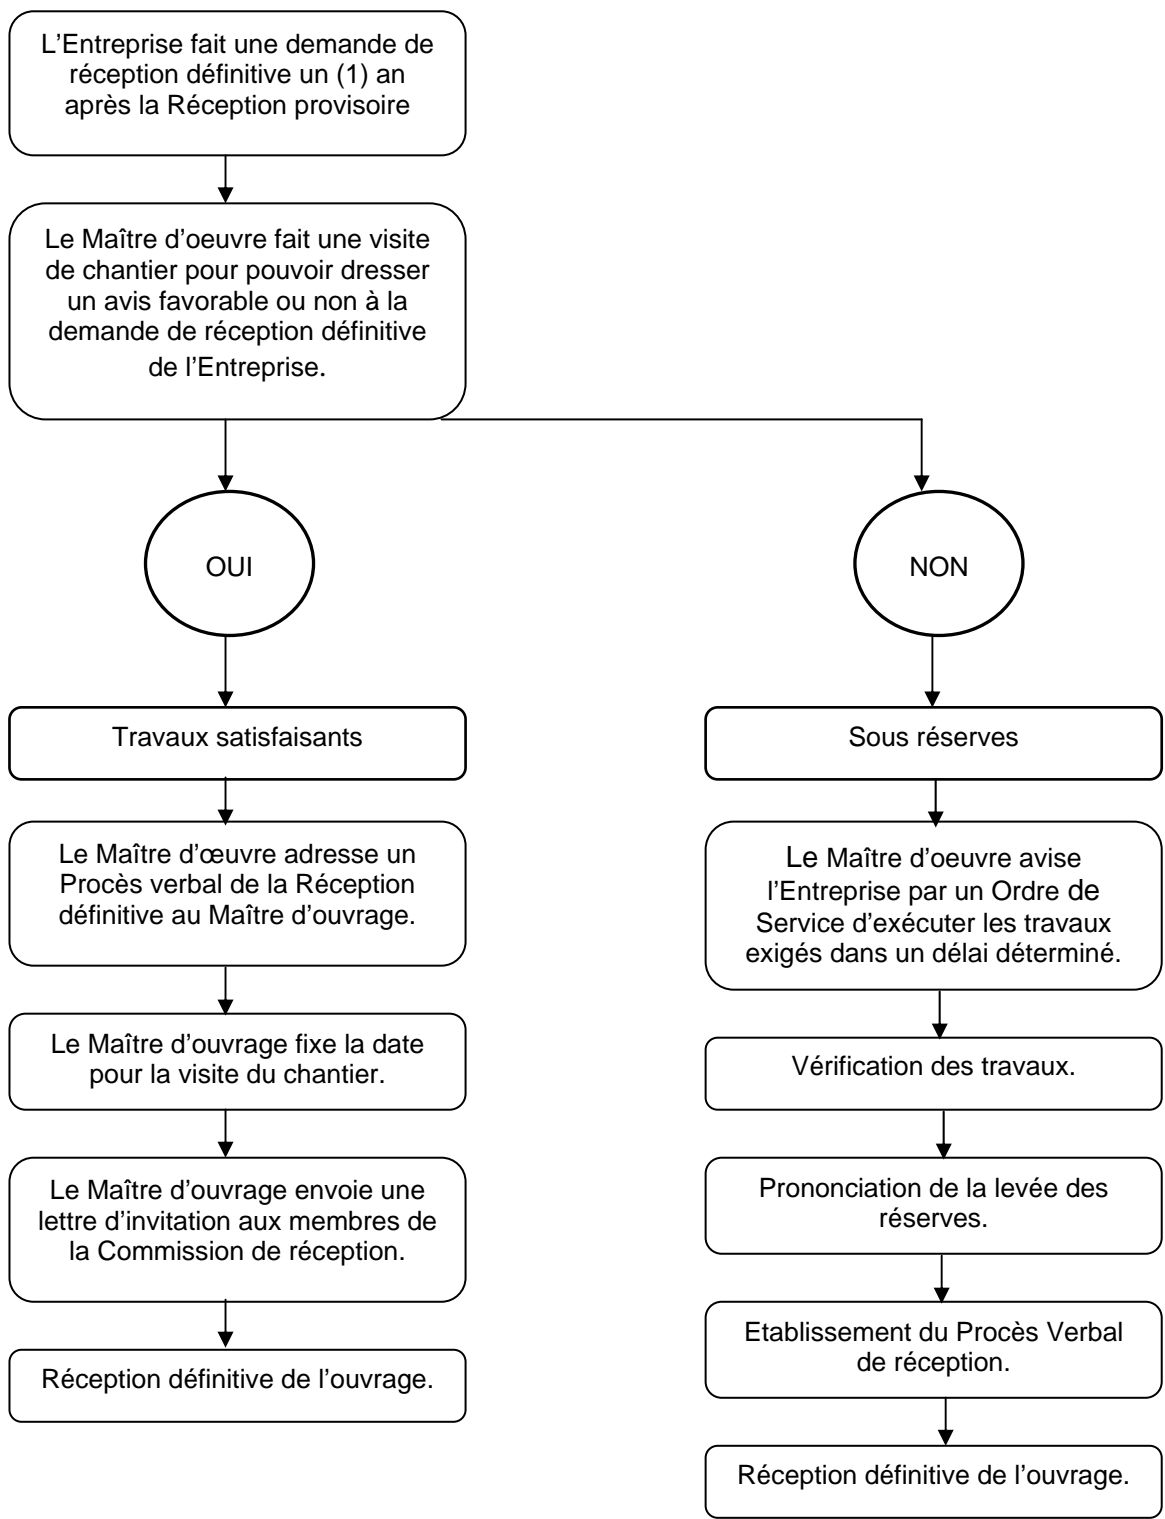 L'Entreprise fait une demande de
réception définitive un (1) an
après la Réception provisoire
Le Maître d'oeuvre fait une visite
de chantier pour pouvoir dresser
un avis favorable ou non à la
demande de réception définitive
de l'Entreprise.
OUI
NON
Travaux satisfaisants
Le Maître d'œuvre adresse un
Procès verbal de la Réception
définitive au Maître d'ouvrage.
Le Maître d'ouvrage fixe la date
pour la visite du chantier.
Le Maître d'ouvrage envoie une
lettre d'invitation aux membres de
la Commission de réception.
Réception définitive de l'ouvrage.
Sous réserves
Le Maître d'oeuvre avise
l'Entreprise par un Ordre de
Service d'exécuter les travaux
exigés dans un délai déterminé.
Vérification des travaux.
Prononciation de la levée des
réserves.
Etablissement du Procès Verbal
de réception.
Réception définitive de l'ouvrage.